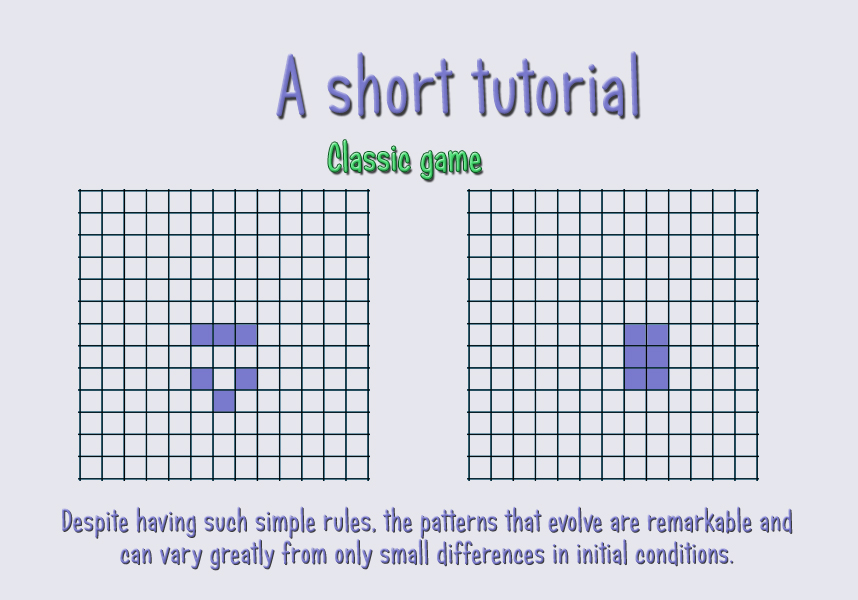 A short tutorial
Classic game
Despite having such simple rules, the patterns that evolve are remarkable and
can vary greatly from only small differences in initial conditions.